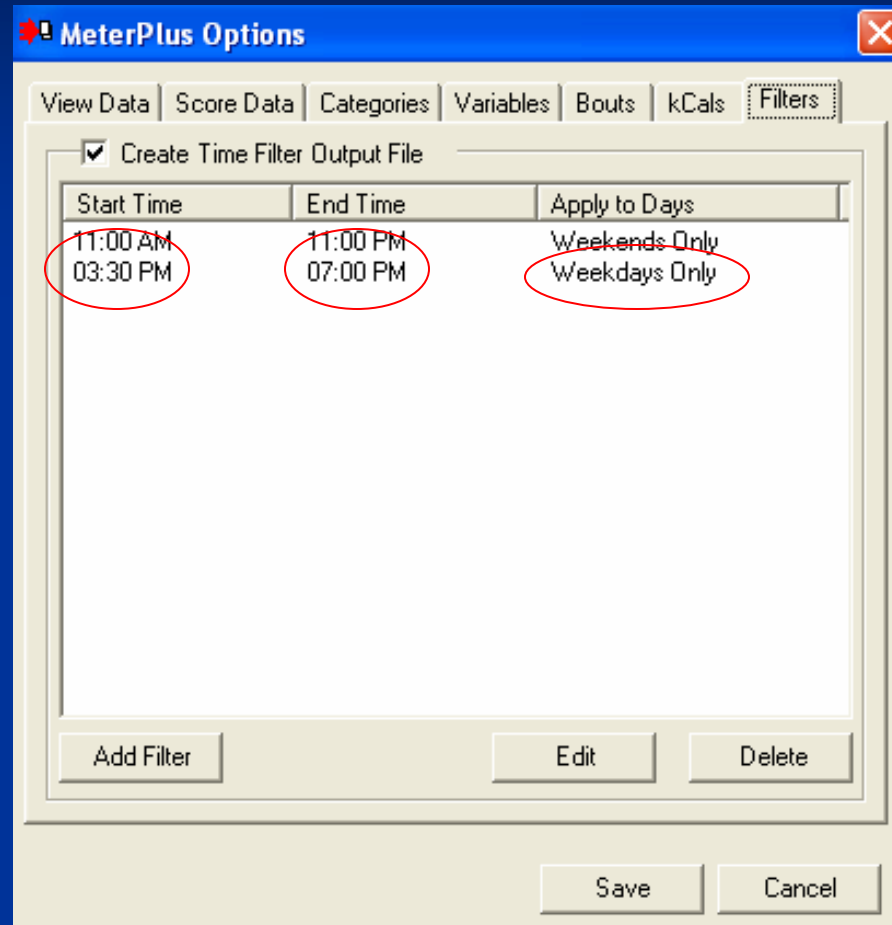 MeterPlus Options
View Data Score Data Categories Variables Bouts kCals Filters
Create Time Filter Output File
Start Time End Time Apply to Days
11:00 AM 11:00 PM Weekends Only
03:30 PM 07:00 PM Weekdays Only
Add Filter Edit Delete
Save Cancel